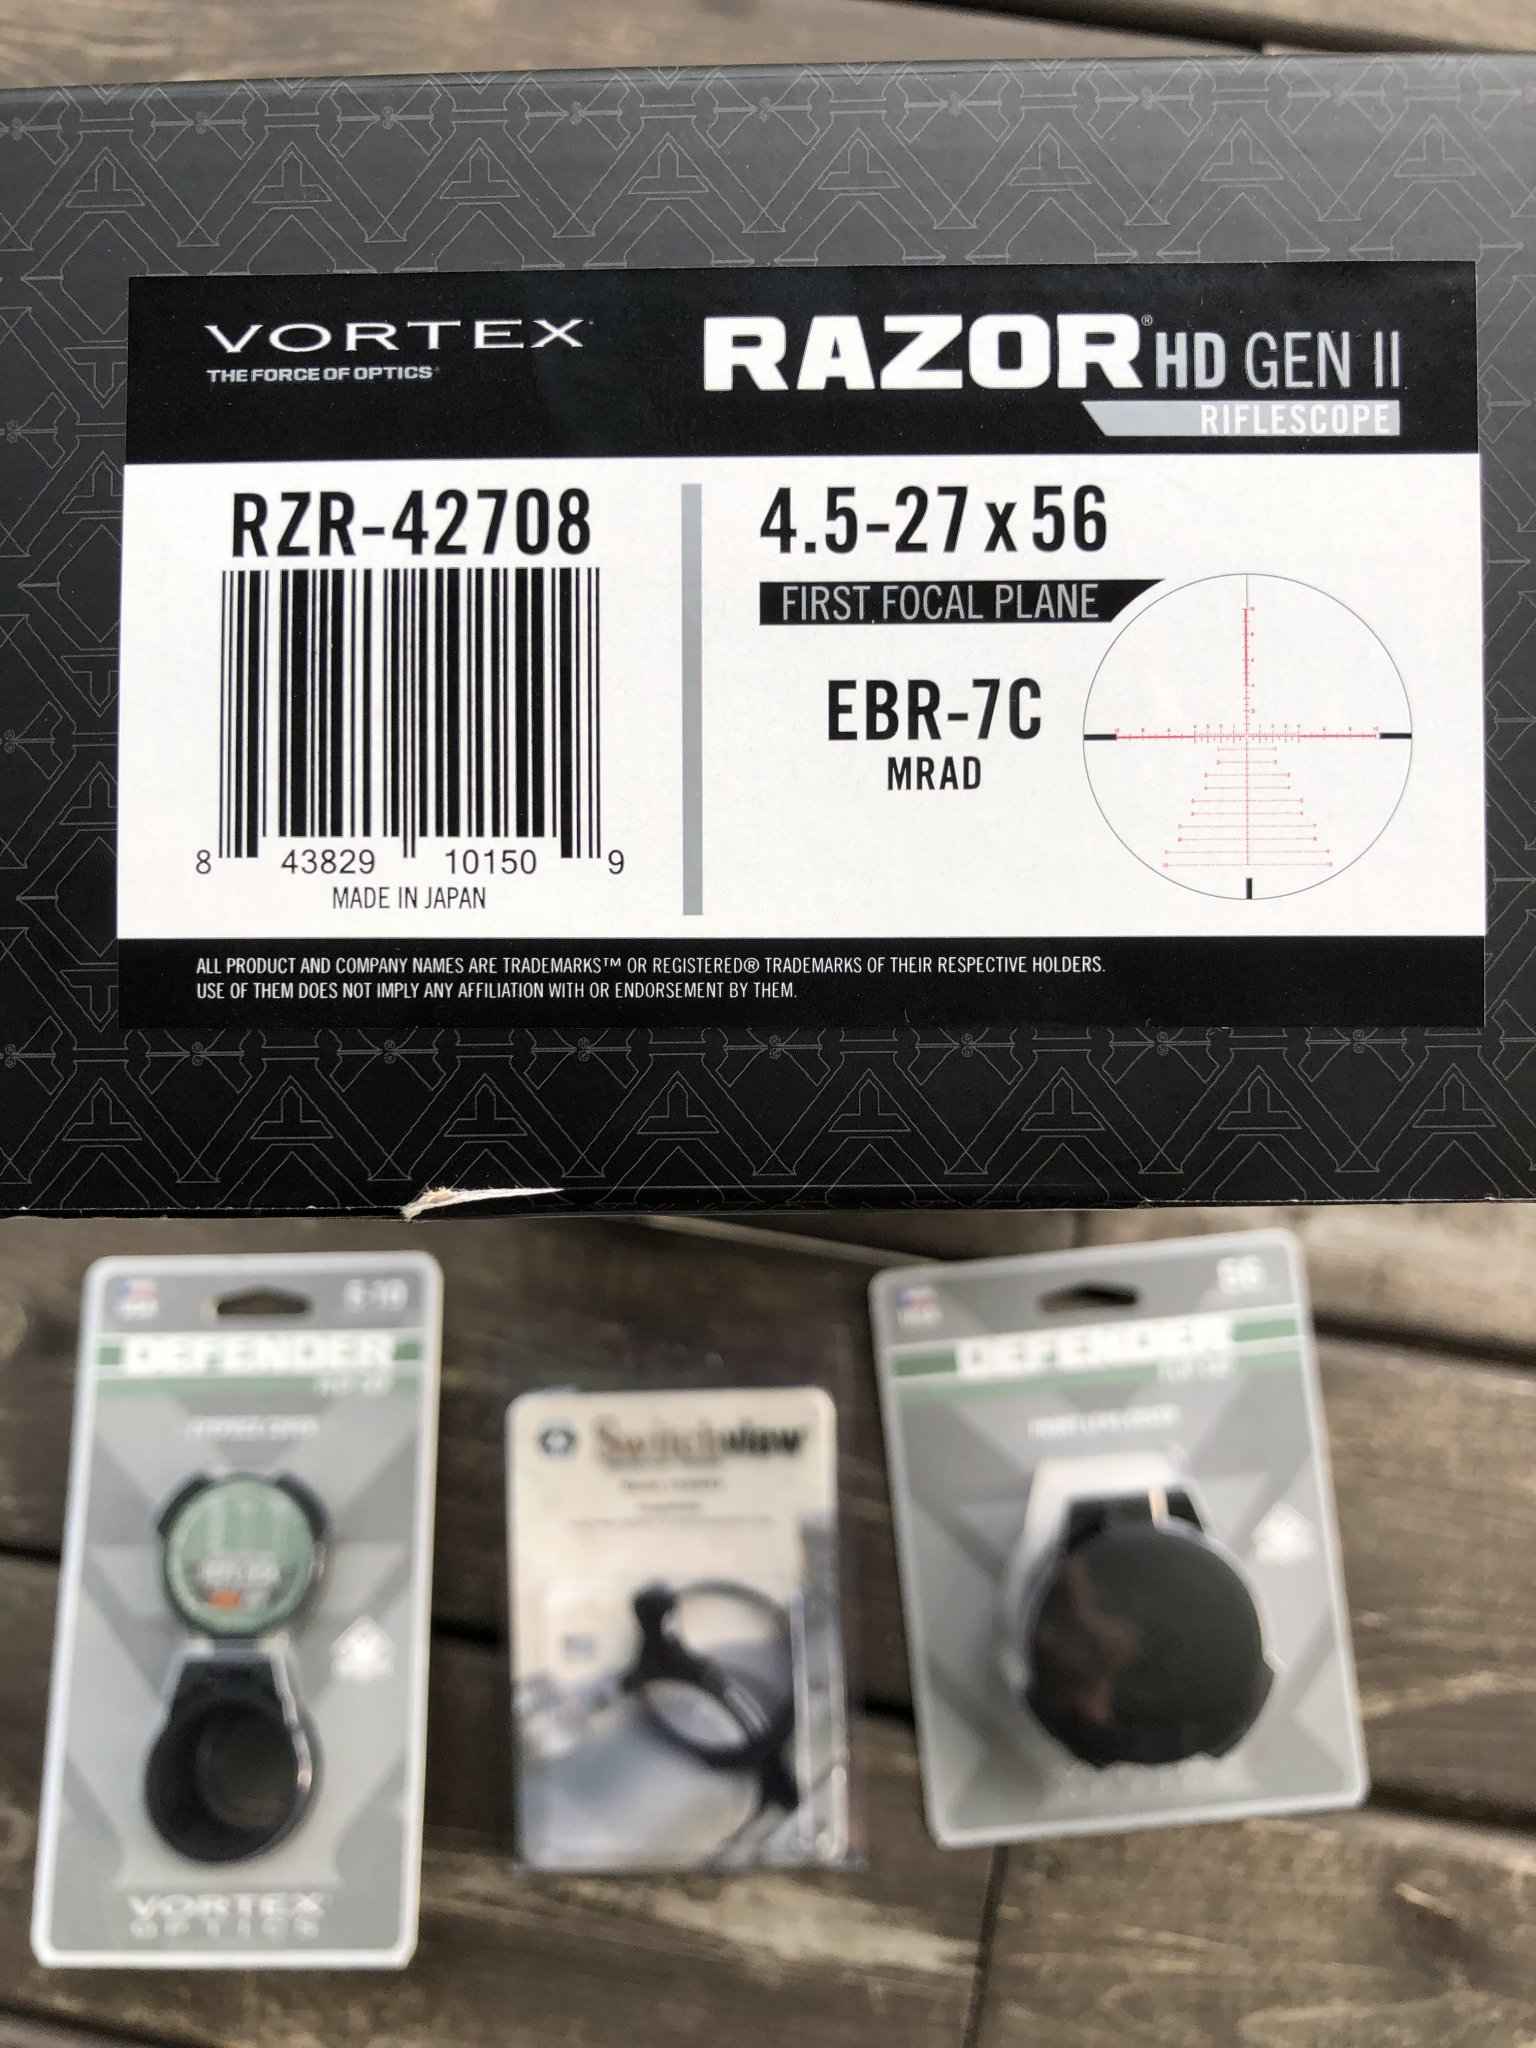 VORTEX
THE FORCE OF OPTICS
RAZOR® HD GEN II
RIFLESCOPE
RZR-42708
8 43829 10150 9
MADE IN JAPAN
4.5-27 x 56
FIRST FOCAL PLANE
EBR-7C
MRAD
ALL PRODUCT AND COMPANY NAMES ARE TRADEMARKS™ OR REGISTERED® TRADEMARKS OF THEIR RESPECTIVE HOLDERS.
USE OF THEM DOES NOT IMPLY ANY AFFILIATION WITH OR ENDORSEMENT BY THEM.
DEFENDER
VORTEX
OPTICS
Switchview
56
DEFENDER